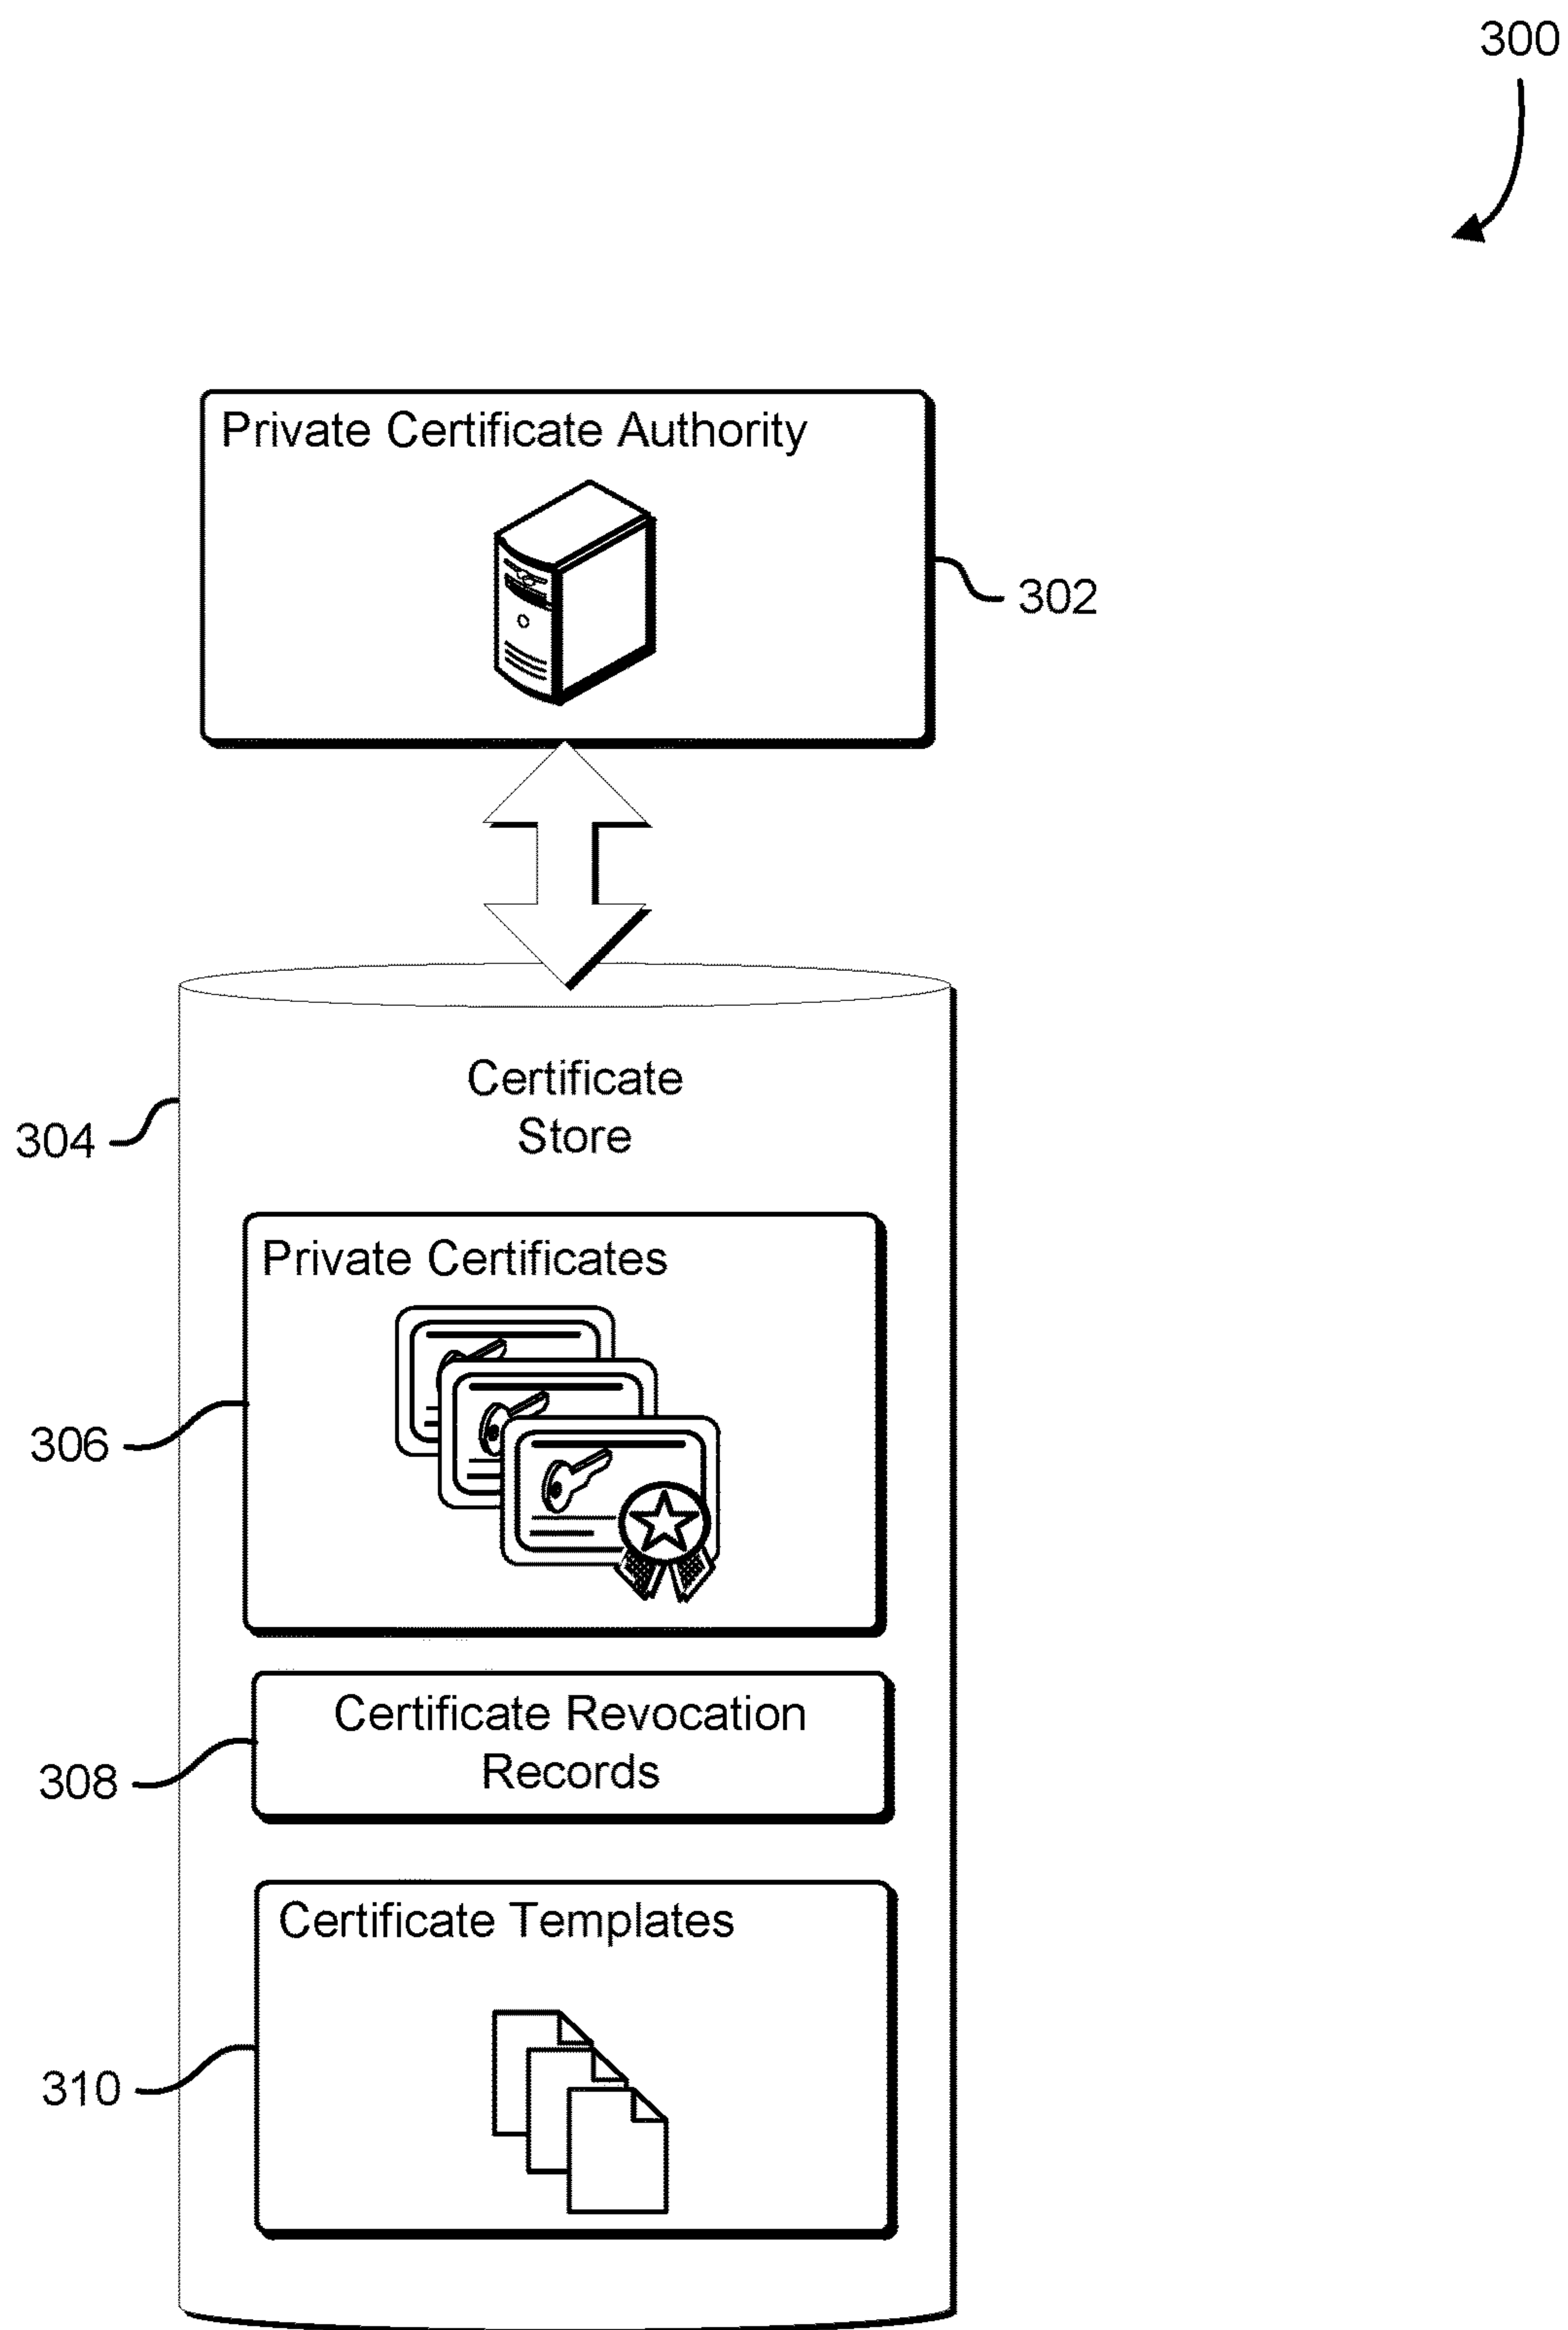 300
Private Certificate Authority
302
Certificate
Store
304
Private Certificates
306
Certificate Revocation
Records
308
Certificate Templates
310